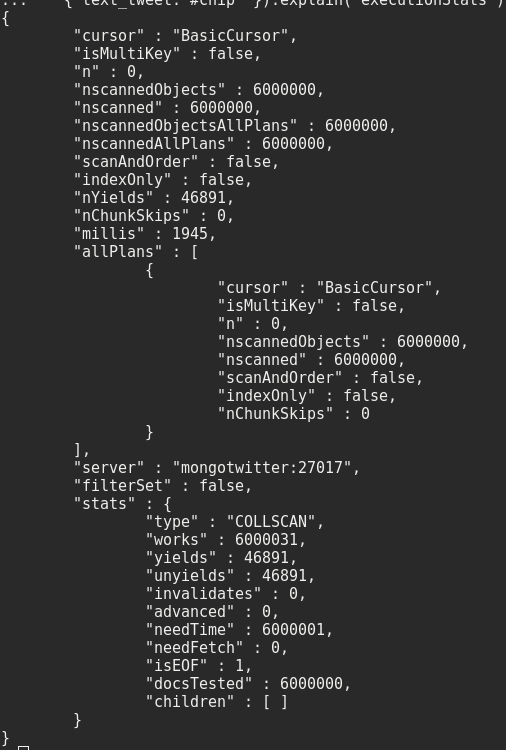 ...    { text_tweet: "#chip" }).explain("executionStats")
{
        "cursor" : "BasicCursor",
        "isMultiKey" : false,
        "n" : 0,
        "nscannedObjects" : 6000000,
        "nscanned" : 6000000,
        "nscannedObjectsAllPlans" : 6000000,
        "nscannedAllPlans" : 6000000,
        "scanAndOrder" : false,
        "indexOnly" : false,
        "nYields" : 46891,
        "nChunkSkips" : 0,
        "millis" : 1945,
        "allPlans" : [
                {
                        "cursor" : "BasicCursor",
                        "isMultiKey" : false,
                        "n" : 0,
                        "nscannedObjects" : 6000000,
                        "nscanned" : 6000000,
                        "scanAndOrder" : false,
                        "indexOnly" : false,
                        "nChunkSkips" : 0
                }
        ],
        "server" : "mongotwitter:27017",
        "filterSet" : false,
        "stats" : {
                "type" : "COLLSCAN",
                "works" : 6000031,
                "yields" : 46891,
                "unyields" : 46891,
                "invalidates" : 0,
                "advanced" : 0,
                "needTime" : 6000001,
                "needFetch" : 0,
                "isEOF" : 1,
                "docsTested" : 6000000,
                "children" : [ ]
        }
}